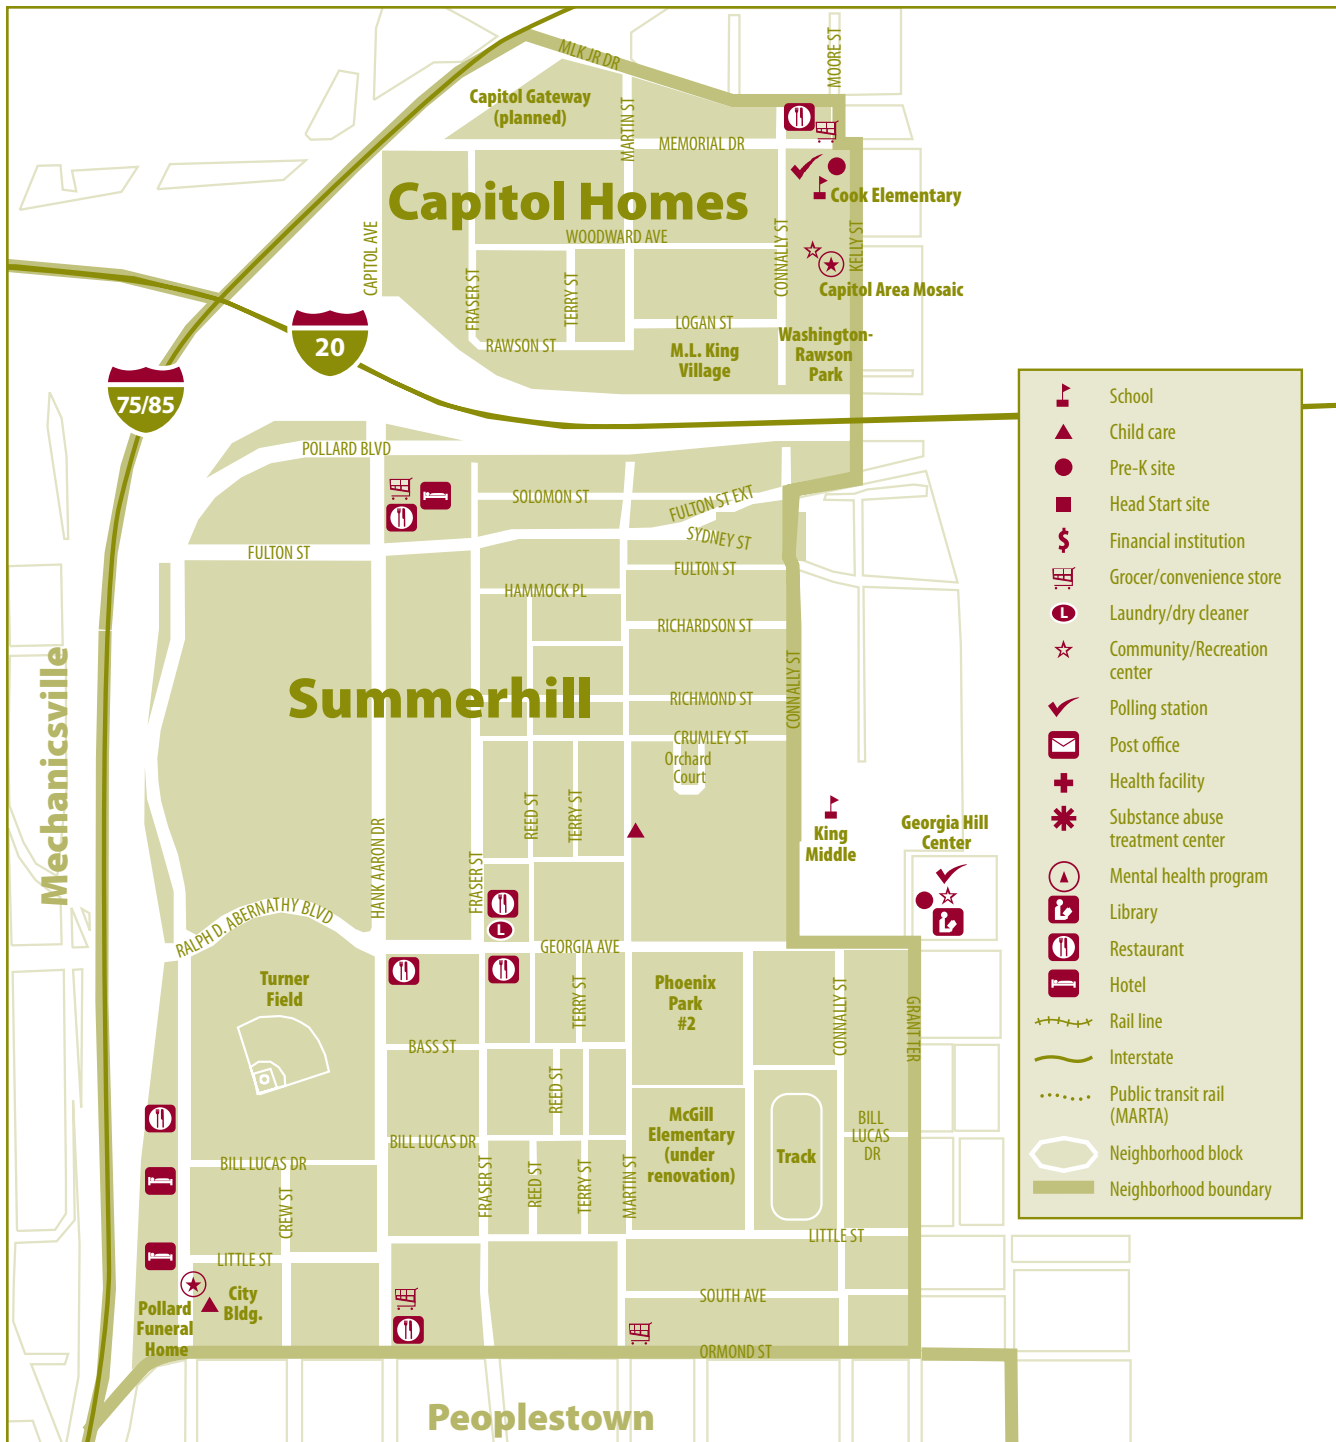 MLK JR DR
MOORE ST
Capitol Gateway
(planned)
MARTIN ST
MEMORIAL DR
Capitol Homes
Cook Elementary
CAPITOL AVE
WOODWARD AVE
CONNALLY ST
KELLY ST
FRASER ST
TERRY ST
Capitol Area Mosaic
20
LOGAN ST
RAWSON ST
M.L. King
Village
Washington-
Rawson
Park
75/85
POLLARD BLVD
SOLOMON ST
FULTON ST EXT
SYDNEY ST
FULTON ST
FULTON ST
HAMMOCK PL
RICHARDSON ST
Mechanicsville
Summerhill
CONNALLY ST
RICHMOND ST
CRUMLEY ST
Orchard
Court
REED ST
TERRY ST
HANK AARON DR
FRASER ST
King
Middle
Georgia Hill
Center
RALPH D. ABERNATHY BLVD
L
GEORGIA AVE
Turner
Field
TERRY ST
Phoenix
Park
#2
CONNALLY ST
GRANT TER
BASS ST
REED ST
BILL LUCAS DR
McGill
Elementary
(under
renovation)
Track
BILL
LUCAS
DR
BILL LUCAS DR
CREW ST
FRASER ST
REED ST
TERRY ST
MARTIN ST
LITTLE ST
LITTLE ST
SOUTH AVE
City
Bldg.
Pollard
Funeral
Home
ORMOND ST
Peoplestown
School
Child care
Pre-K site
Head Start site
$ Financial institution
Grocer/convenience store
L Laundry/dry cleaner
Community/Recreation
center
Polling station
Post office
Health facility
Substance abuse
treatment center
Mental health program
Library
Restaurant
Hotel
Rail line
Interstate
Public transit rail
(MARTA)
Neighborhood block
Neighborhood boundary